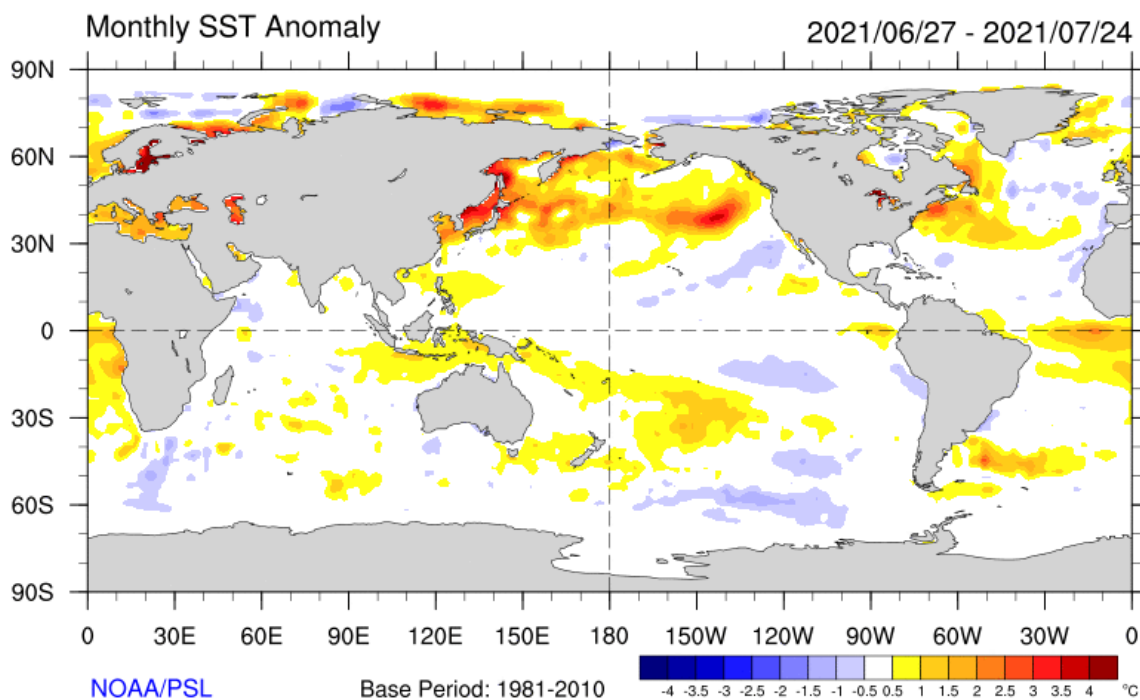 Monthly SST Anomaly 2021/06/27 - 2021/07/24
90N
60N
30N
0
30S
60S
90S
0 30E 60E 90E 120E 150E 180 150W 120W 90W 60W 30W 0
NOAA/PSL Base Period: 1981-2010
-4 -3.5 -3 -2.5 -2 -1.5 -1 -0.5 0.5 1 1.5 2 2.5 3 3.5 4 °C